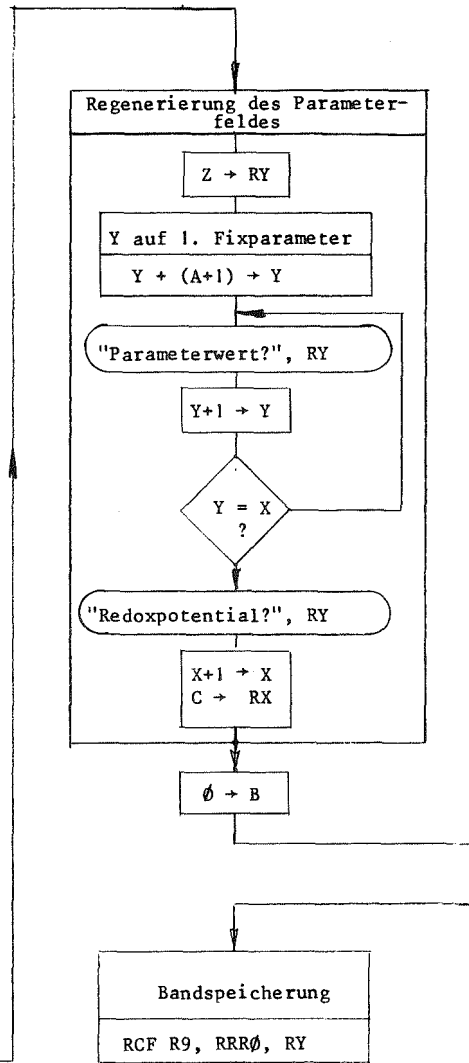 Regenerierung des Parameter-
feldes
Z → RY
Y auf 1. Fixparameter
Y + (A+1) → Y
"Parameterwert?", RY
Y+1 → Y
Y = X
?
"Redoxpotential?", RY
X+1 → X
C → RX
Ø → B
Bandspeicherung
RCF R9, RRRØ, RY